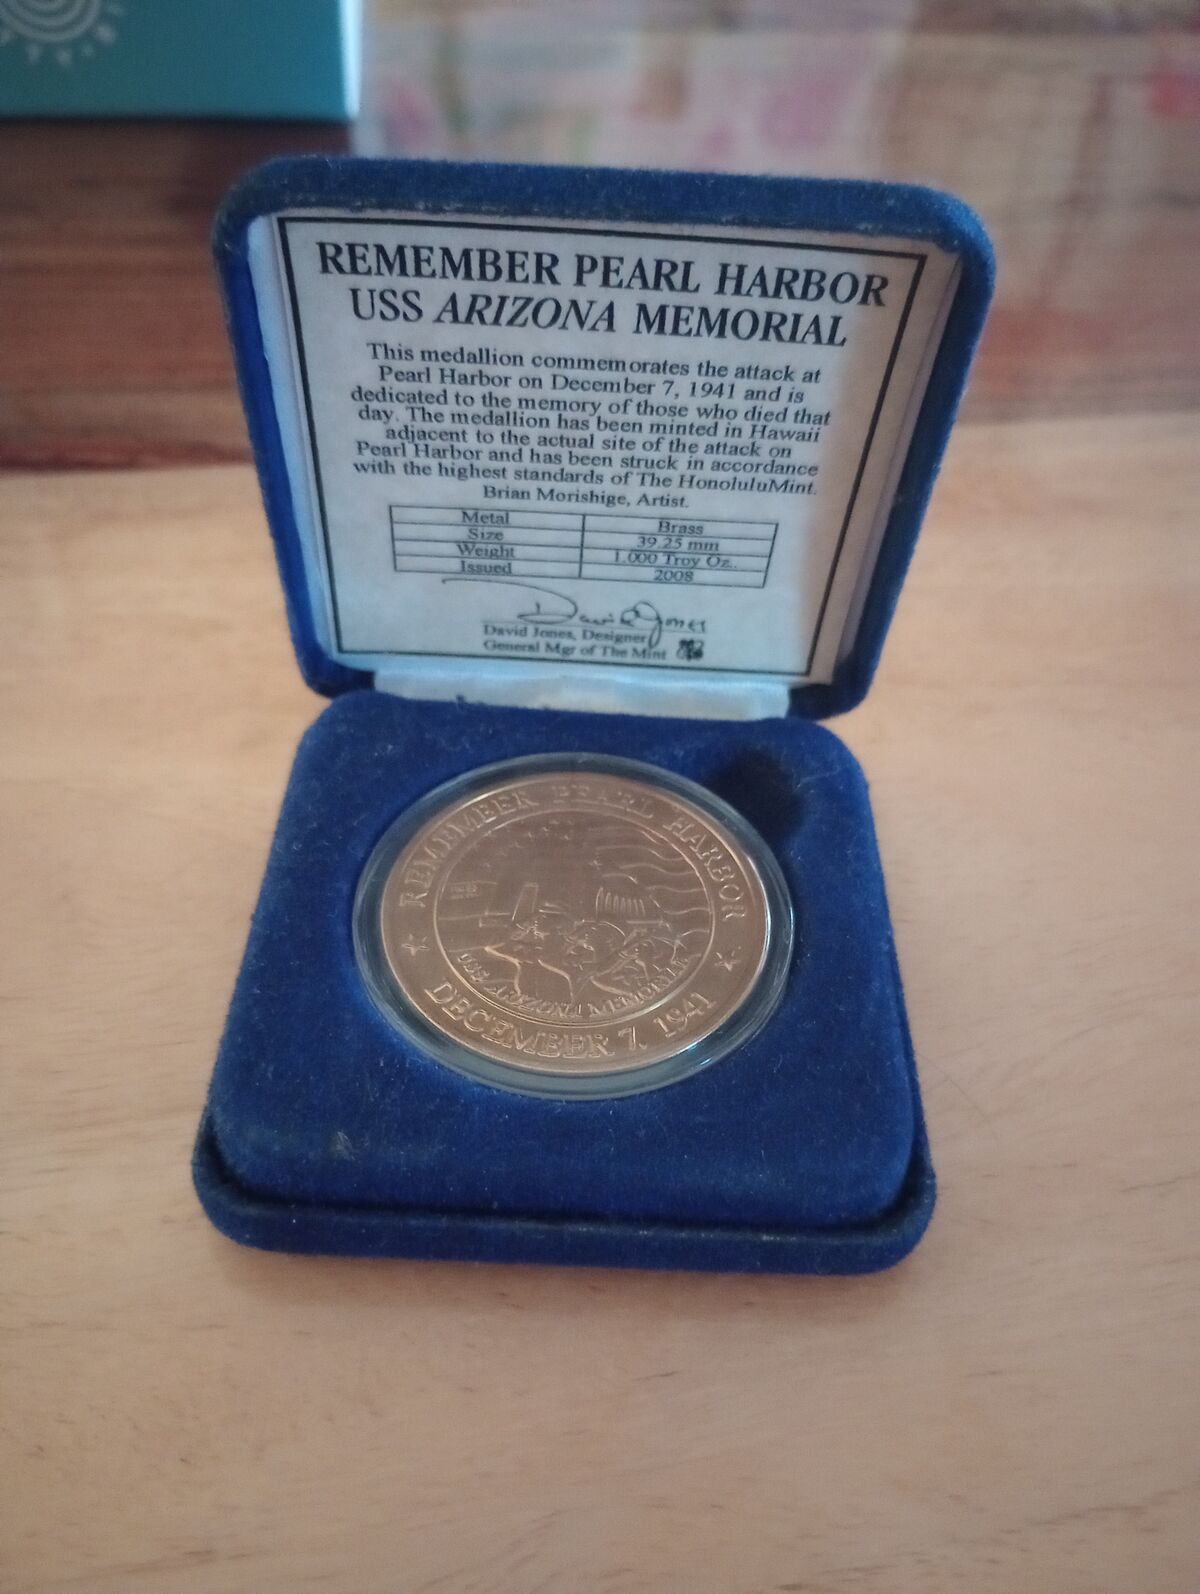 REMEMBER PEARL HARBOR
USS ARIZONA MEMORIAL
This medallion commemorates the attack at
Pearl Harbor on December 7, 1941 and is
dedicated to the memory of those who died that
day. The medallion has been minted in Hawaii
adjacent to the actual site of the attack on
Pearl Harbor and has been struck in accordance
with the highest standards of The HonoluluMint.
Brian Morishige, Artist.
Metal Brass
Size 39.25 mm
Weight 1.000 Troy Oz.
Issued 2008
David Jones
David Jones, Designer
General Mgr of The Mint
REMEMBER PEARL HARBOR
USS ARIZONA MEMORIAL
DECEMBER 7, 1941